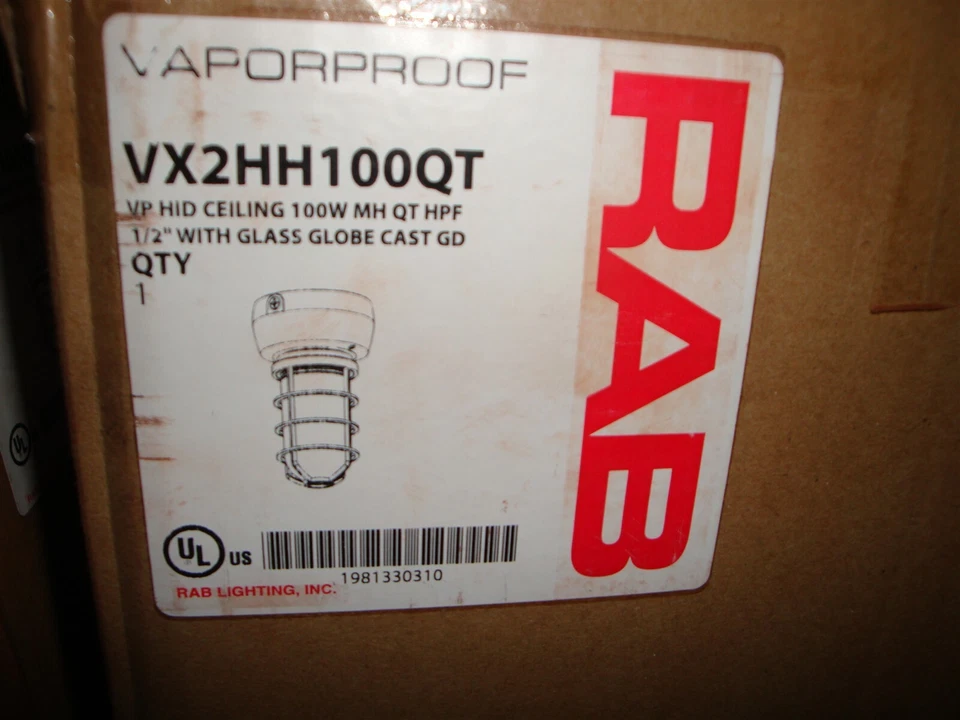 VAPORPROOF
VX2HH100QT
VP HID CEILING 100W MH QT HPF
1/2" WITH GLASS GLOBE CAST GD
QTY
1
UL US
1981330310
RAB LIGHTING, INC.
RAB
UL